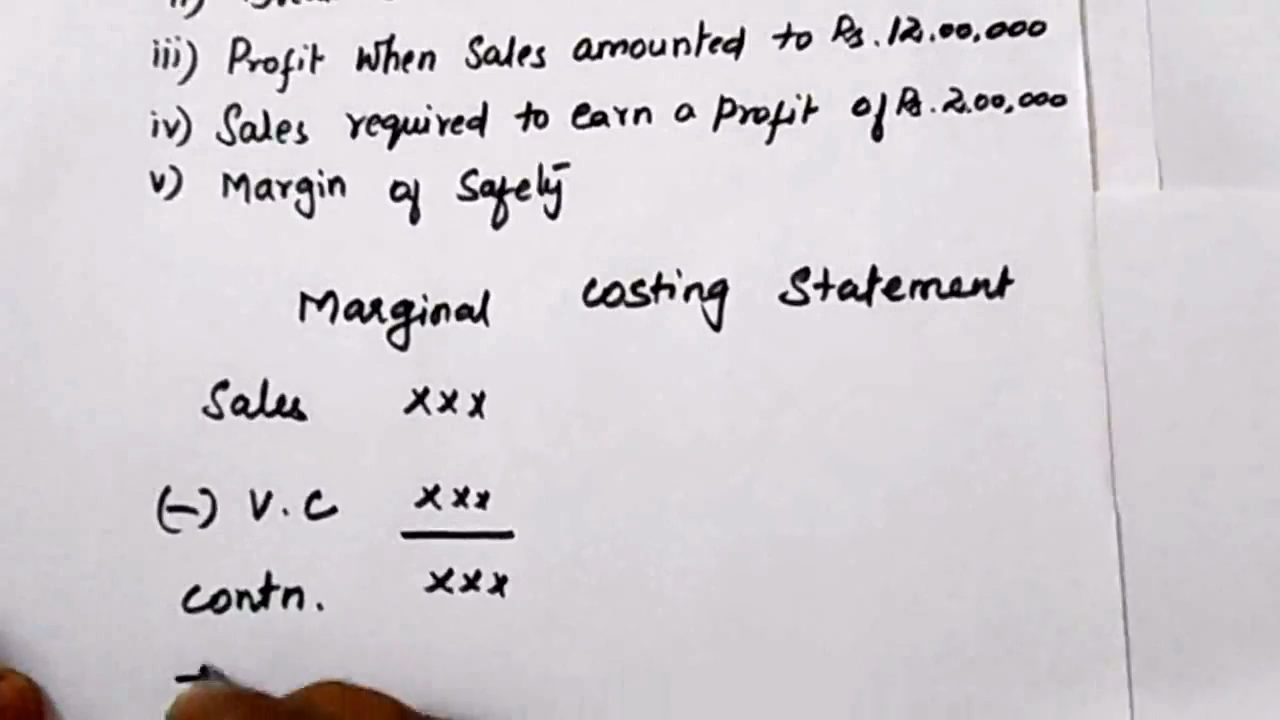 iii) Profit when Sales amounted to Rs. 12,00,000
iv) Sales required to earn a profit of Rs. 2,00,000
v) Margin of Safety
Marginal costing Statement
Sales xxx
(-) V.C xxx
contn. xxx